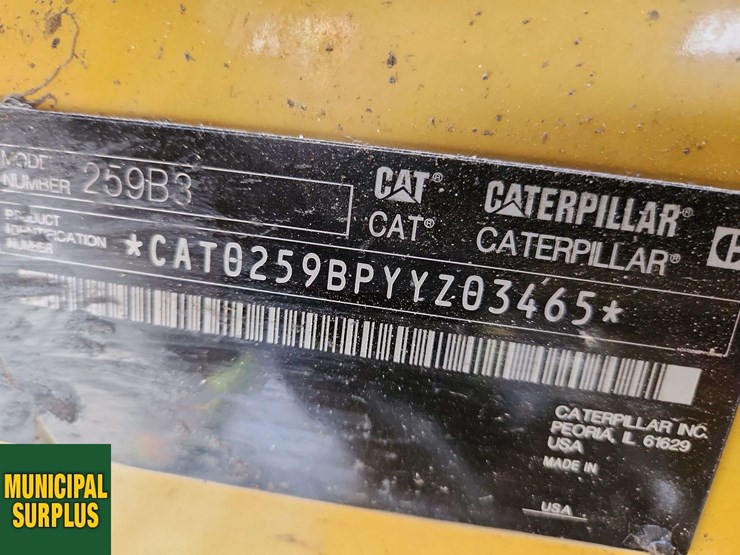 MODEL
NUMBER 259B3
CAT® CATERPILLAR®
CAT® CATERPILLAR®
PRODUCT
IDENTIFICATION
NUMBER
*CAT0259BPYYZ03465*
CATERPILLAR INC.
PEORIA, IL 61629
USA
MADE IN
USA
MUNICIPAL
SURPLUS